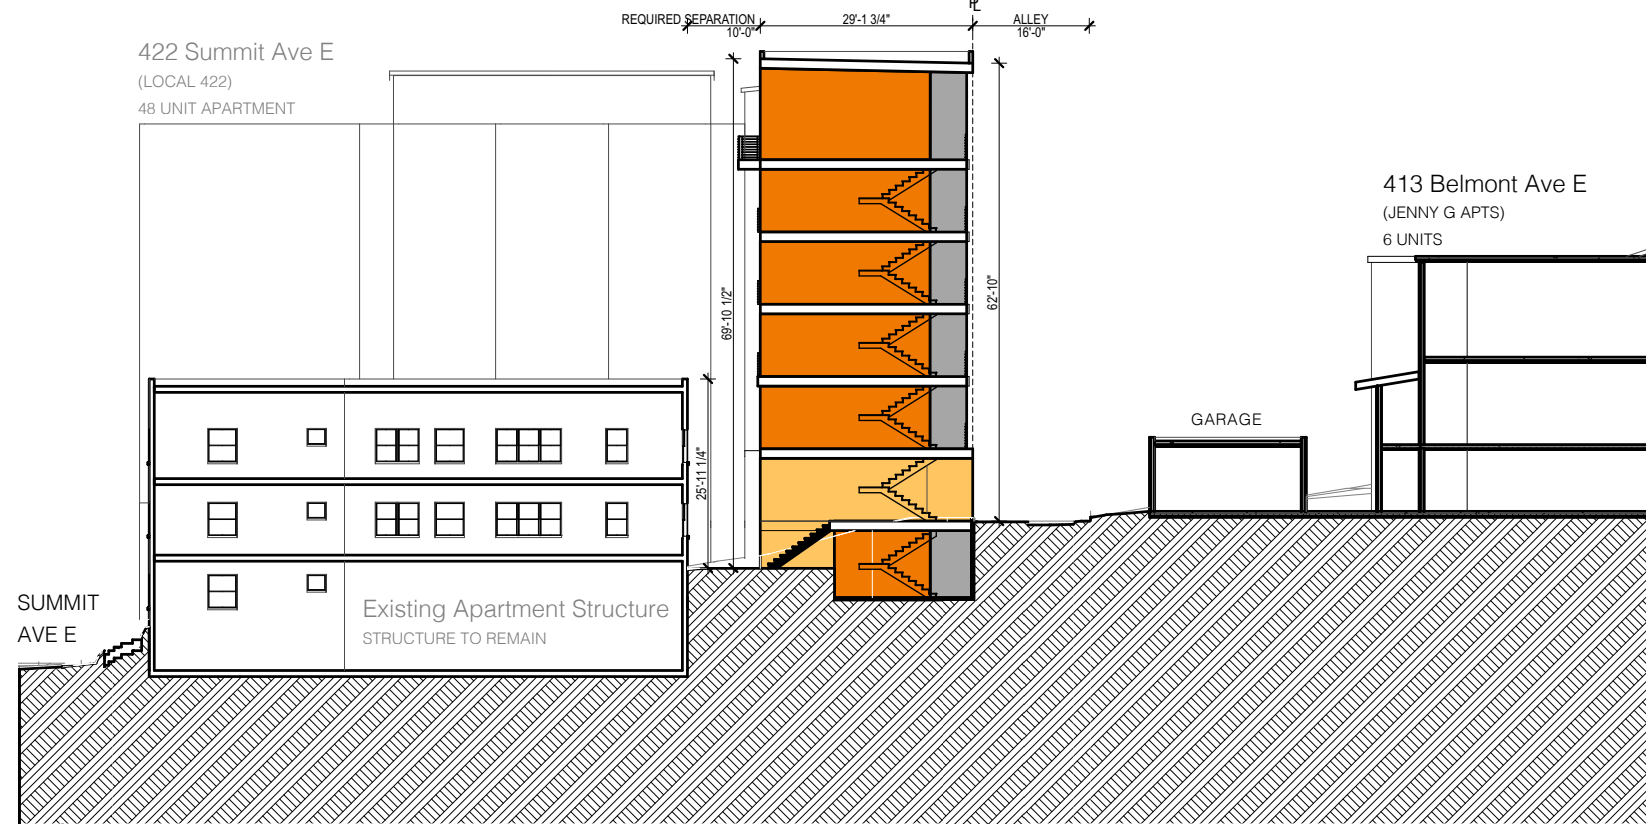 PL
REQUIRED SEPARATION
10'-0"
29'-1 3/4"
ALLEY
16'-0"
422 Summit Ave E
(LOCAL 422)
48 UNIT APARTMENT
413 Belmont Ave E
(JENNY G APTS)
6 UNITS
69'-10 1/2"
62'-10"
25'-11 1/4"
GARAGE
SUMMIT
AVE E
Existing Apartment Structure
STRUCTURE TO REMAIN